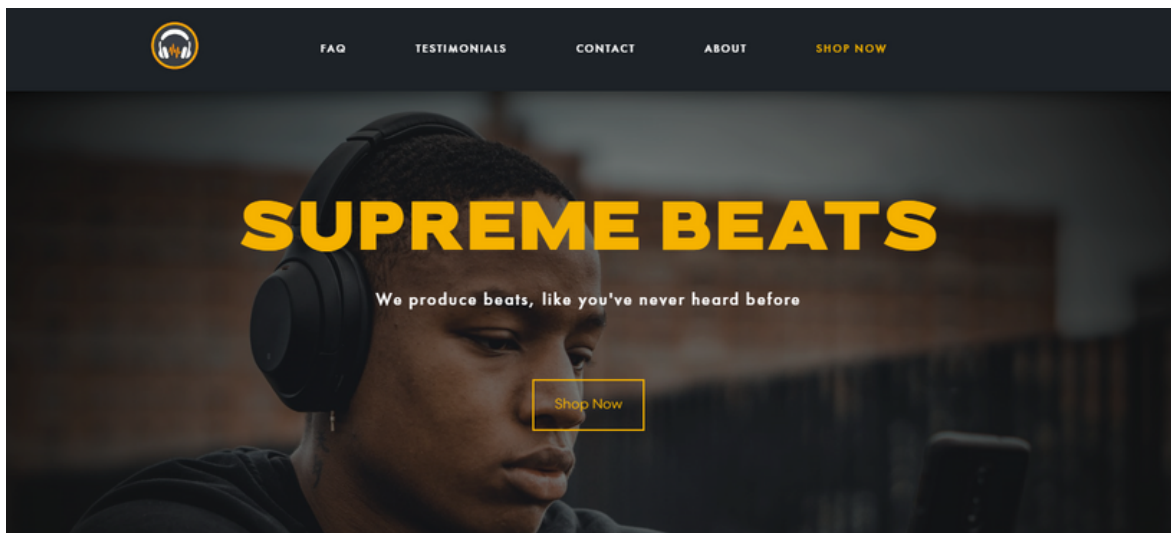 FAQ TESTIMONIALS CONTACT ABOUT SHOP NOW
SUPREME BEATS
We produce beats, like you've never heard before
Shop Now